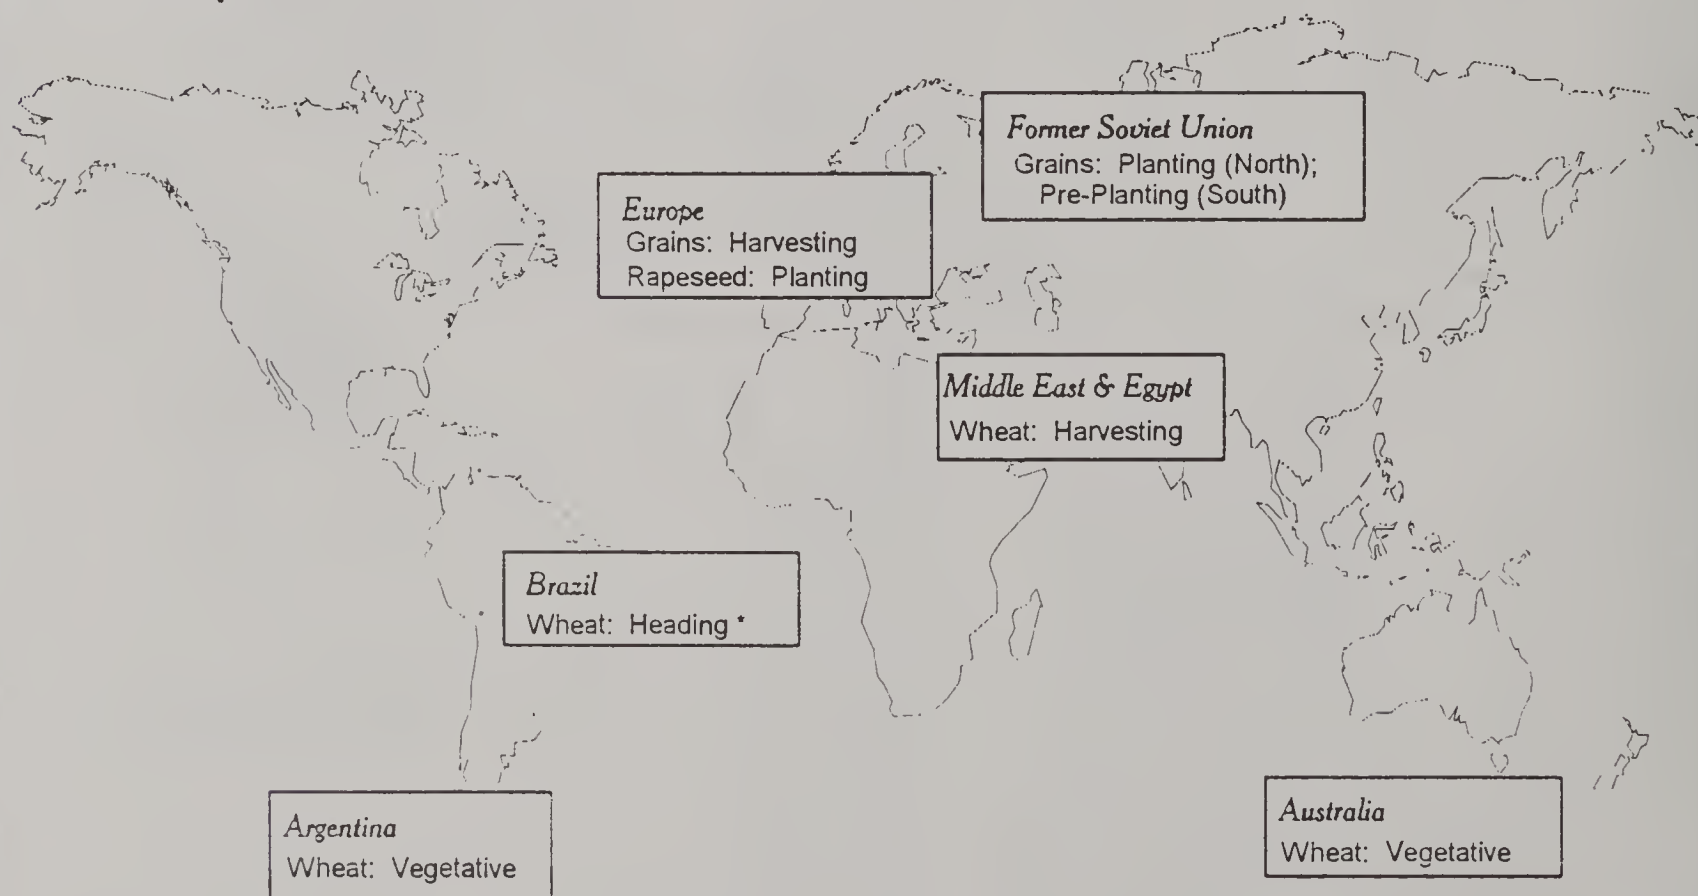 Former Soviet Union
Grains: Planting (North);
Pre-Planting (South)
Europe
Grains: Harvesting
Rapeseed: Planting
Middle East & Egypt
Wheat: Harvesting
Brazil
Wheat: Heading *
Argentina
Wheat: Vegetative
Australia
Wheat: Vegetative